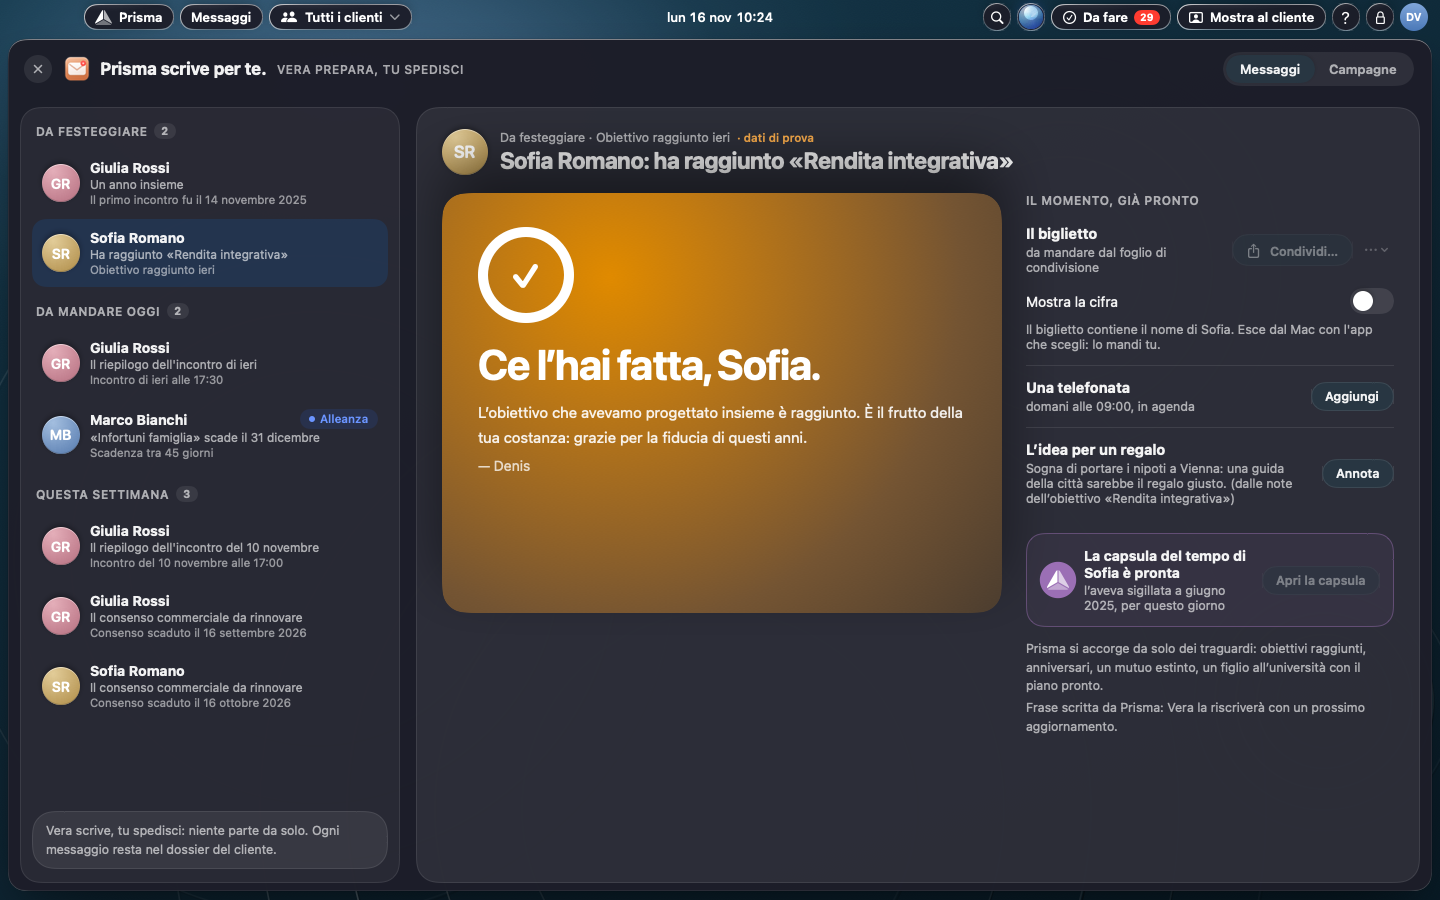 Prisma
Messaggi
Tutti i clienti
lun 16 nov 10:24
Da fare 29
Mostra al cliente
?
DV
Prisma scrive per te. VERA PREPARA, TU SPEDISCI
Messaggi
Campagne
DA FESTEGGIARE 2
GR
Giulia Rossi
Un anno insieme
Il primo incontro fu il 14 novembre 2025
SR
Sofia Romano
Ha raggiunto «Rendita integrativa»
Obiettivo raggiunto ieri
DA MANDARE OGGI 2
GR
Giulia Rossi
Il riepilogo dell'incontro di ieri
Incontro di ieri alle 17:30
MB
Marco Bianchi
Alleanza
«Infortuni famiglia» scade il 31 dicembre
Scadenza tra 45 giorni
QUESTA SETTIMANA 3
GR
Giulia Rossi
Il riepilogo dell'incontro del 10 novembre
Incontro del 10 novembre alle 17:00
GR
Giulia Rossi
Il consenso commerciale da rinnovare
Consenso scaduto il 16 settembre 2026
SR
Sofia Romano
Il consenso commerciale da rinnovare
Consenso scaduto il 16 ottobre 2026
Vera scrive, tu spedisci: niente parte da solo. Ogni
messaggio resta nel dossier del cliente.
SR
Da festeggiare · Obiettivo raggiunto ieri · dati di prova
Sofia Romano: ha raggiunto «Rendita integrativa»
Ce l’hai fatta, Sofia.
L’obiettivo che avevamo progettato insieme è raggiunto. È il frutto della
tua costanza: grazie per la fiducia di questi anni.
— Denis
IL MOMENTO, GIÀ PRONTO
Il biglietto
da mandare dal foglio di
condivisione
Condividi...
Mostra la cifra
Il biglietto contiene il nome di Sofia. Esce dal Mac con l'app
che scegli: lo mandi tu.
Una telefonata
domani alle 09:00, in agenda
Aggiungi
L’idea per un regalo
Sogna di portare i nipoti a Vienna: una guida
della città sarebbe il regalo giusto. (dalle note
dell’obiettivo «Rendita integrativa»)
Annota
La capsula del tempo di
Sofia è pronta
l’aveva sigillata a giugno
2025, per questo giorno
Apri la capsula
Prisma si accorge da solo dei traguardi: obiettivi raggiunti,
anniversari, un mutuo estinto, un figlio all’università con il
piano pronto.
Frase scritta da Prisma: Vera la riscriverà con un prossimo
aggiornamento.